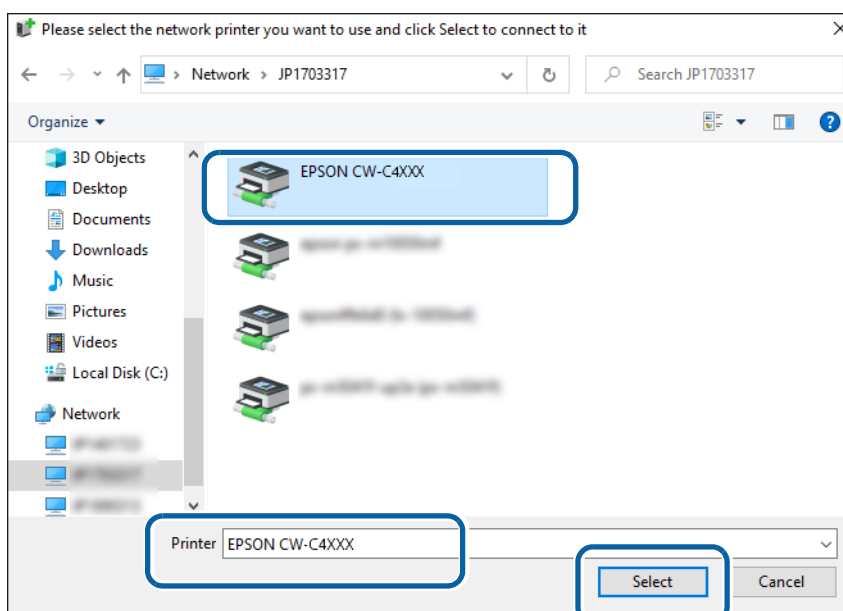 Please select the network printer you want to use and click Select to connect to it
Network > JP1703317
Search JP1703317
Organize
3D Objects
Desktop
Documents
Downloads
Music
Pictures
Videos
Local Disk (C:)
Network
EPSON CW-C4XXX
Printer EPSON CW-C4XXX
Select Cancel